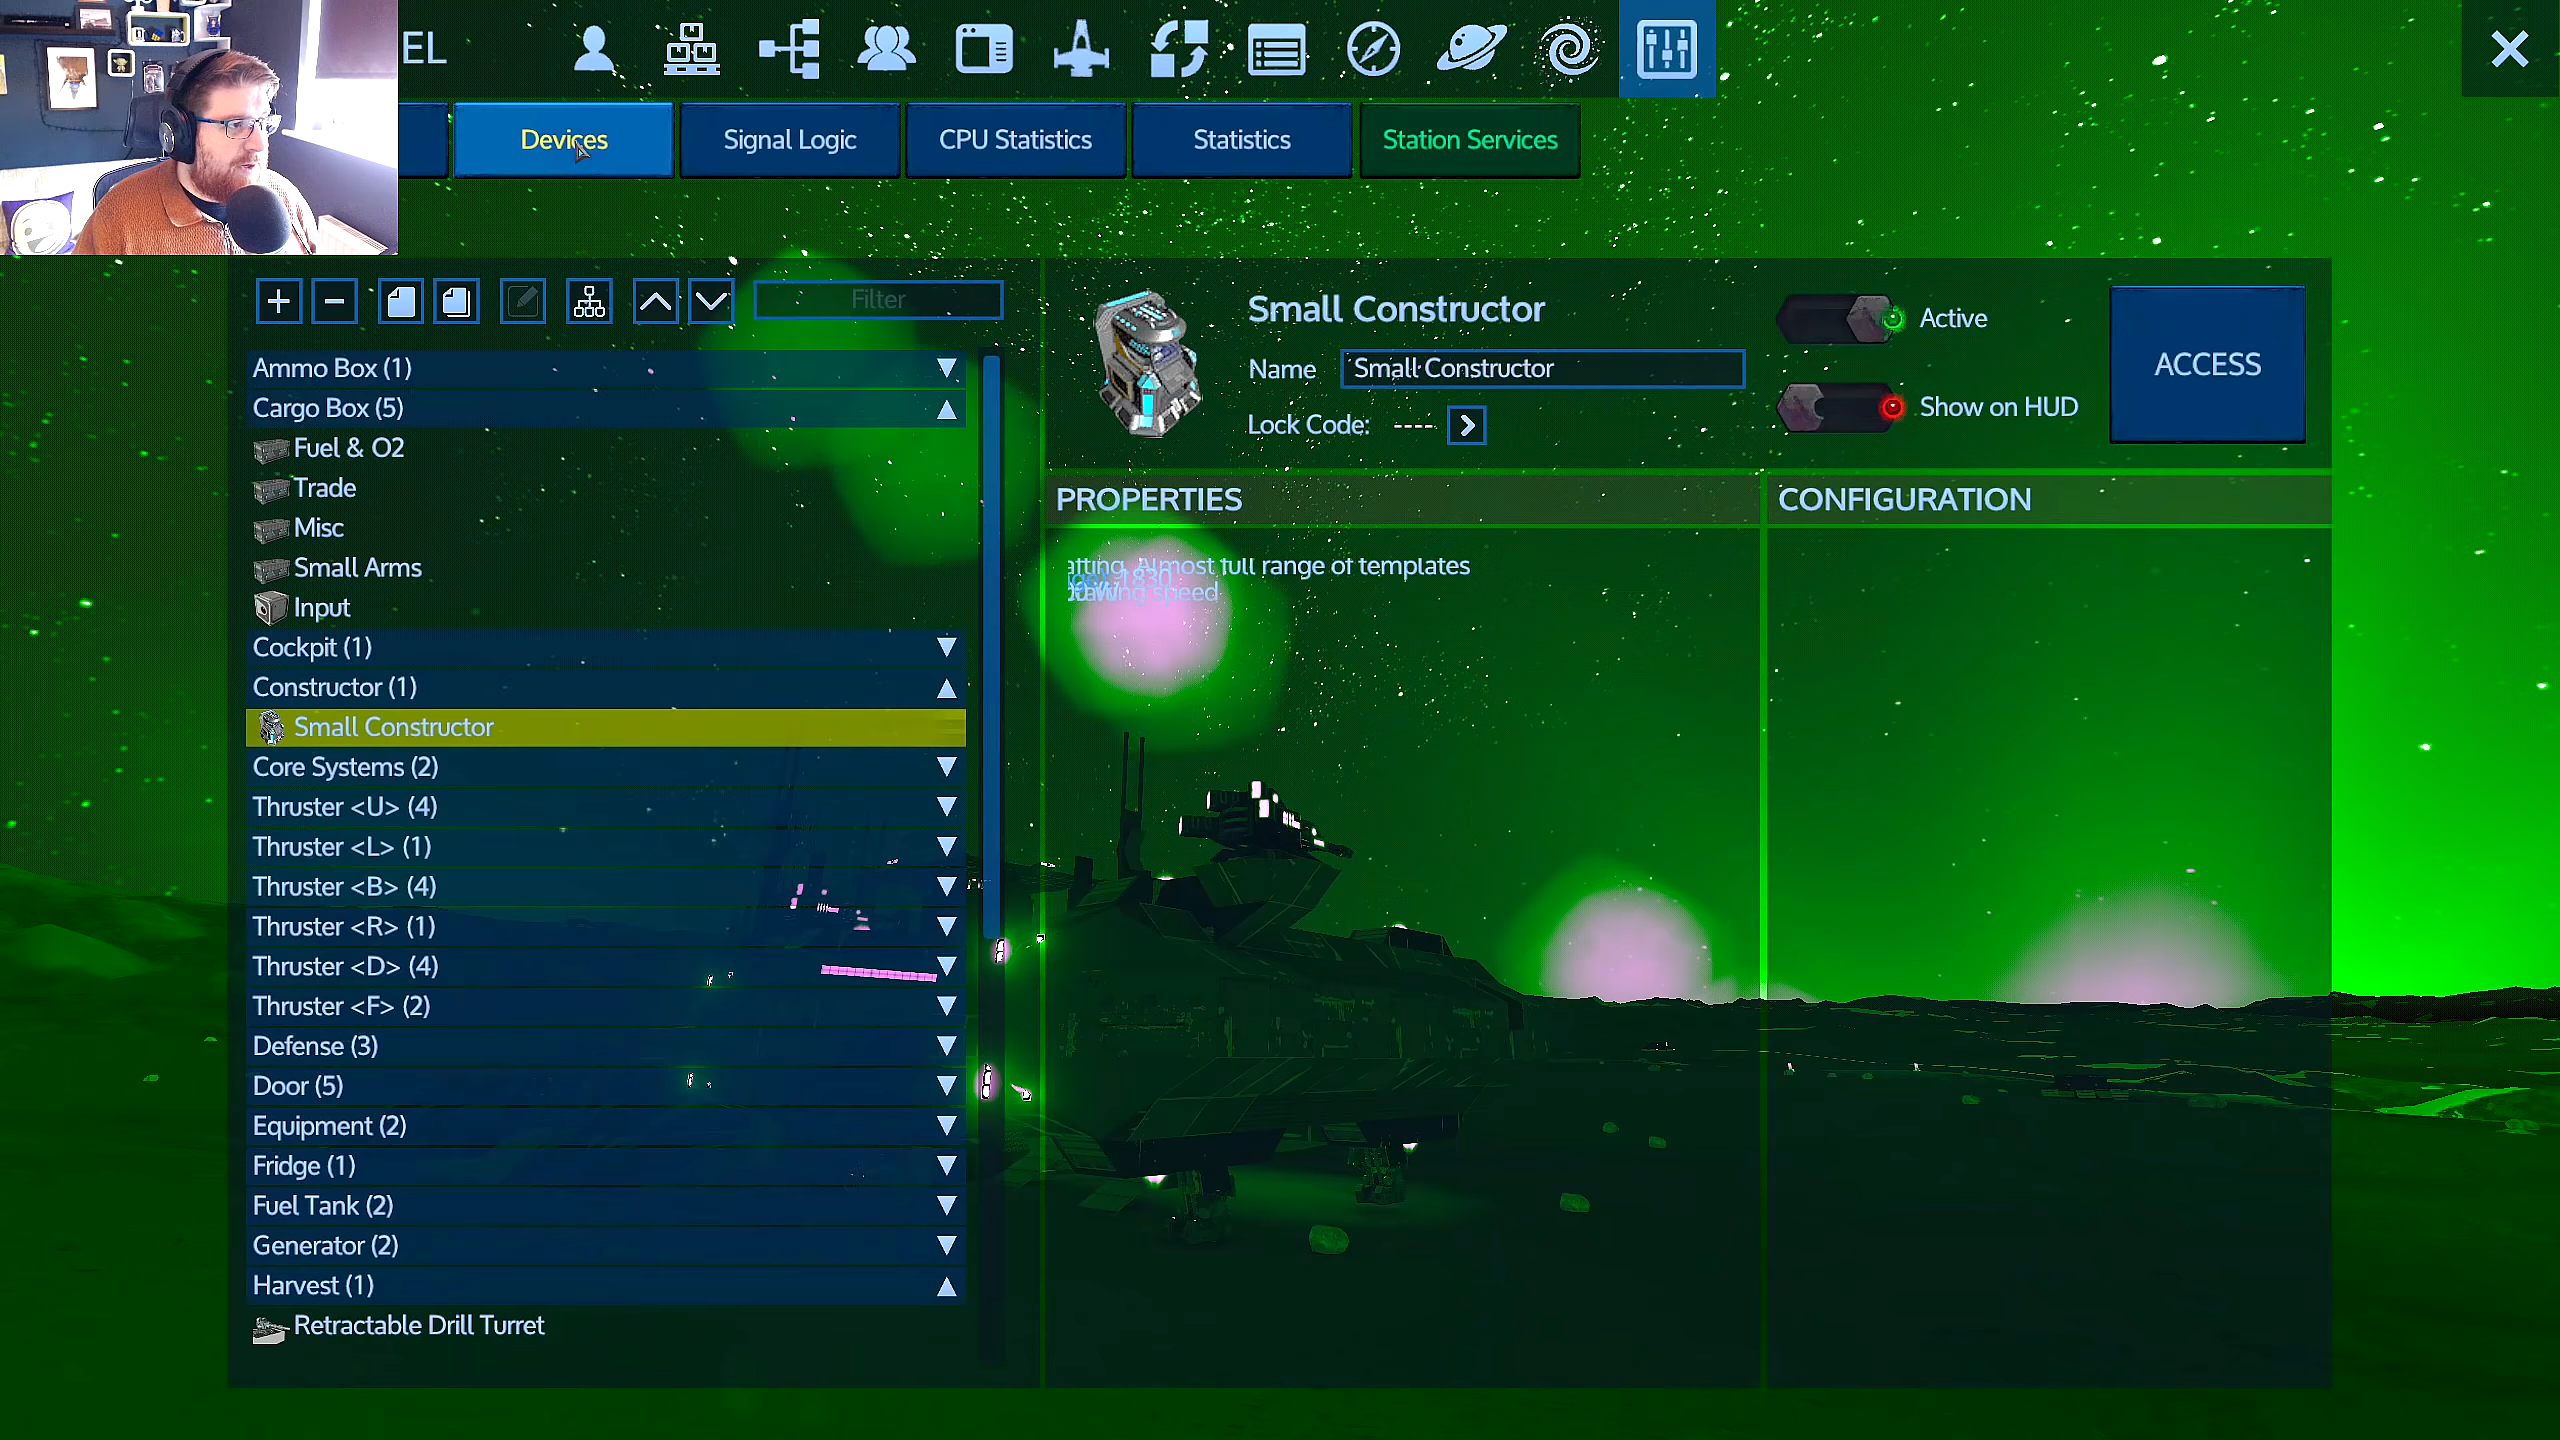 EL
Devices
Signal Logic
CPU Statistics
Statistics
Station Services
Filter
Ammo Box (1)
Cargo Box (5)
Fuel & O2
Trade
Misc
Small Arms
Input
Cockpit (1)
Constructor (1)
Small Constructor
Core Systems (2)
Thruster <U> (4)
Thruster <L> (1)
Thruster <B> (4)
Thruster <R> (1)
Thruster <D> (4)
Thruster <F> (2)
Defense (3)
Door (5)
Equipment (2)
Fridge (1)
Fuel Tank (2)
Generator (2)
Harvest (1)
Retractable Drill Turret
Small Constructor
Name Small Constructor
Lock Code: ----
Active
Show on HUD
ACCESS
PROPERTIES
Almost full range of templates
1830
speed
CONFIGURATION